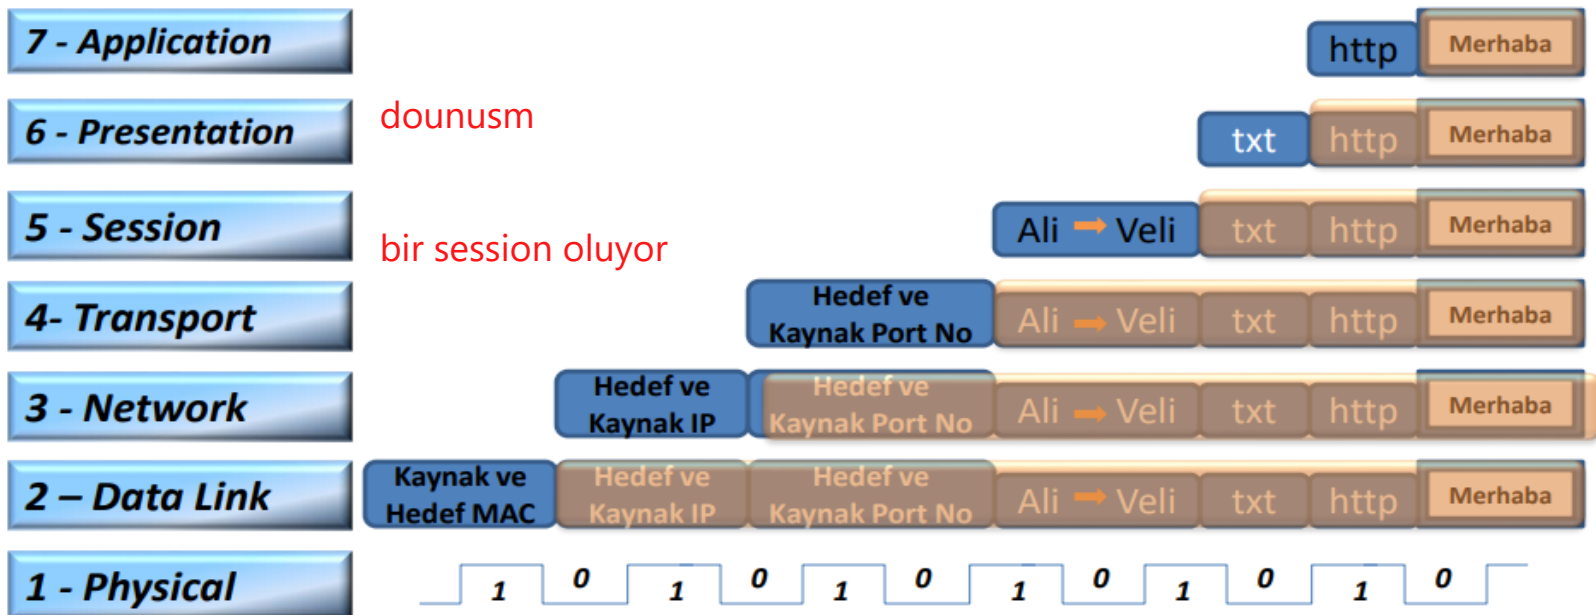 7 - Application
http
Merhaba
6 - Presentation
dounusm
txt
http
Merhaba
5 - Session
bir session oluyor
Ali → Veli
txt
http
Merhaba
4- Transport
Hedef ve
Kaynak Port No
Ali → Veli
txt
http
Merhaba
3 - Network
Hedef ve
Kaynak IP
Hedef ve
Kaynak Port No
Ali → Veli
txt
http
Merhaba
2 – Data Link
Kaynak ve
Hedef MAC
Hedef ve
Kaynak IP
Hedef ve
Kaynak Port No
Ali → Veli
txt
http
Merhaba
1 - Physical
1 0 1 0 1 0 1 0 1 0 1 0